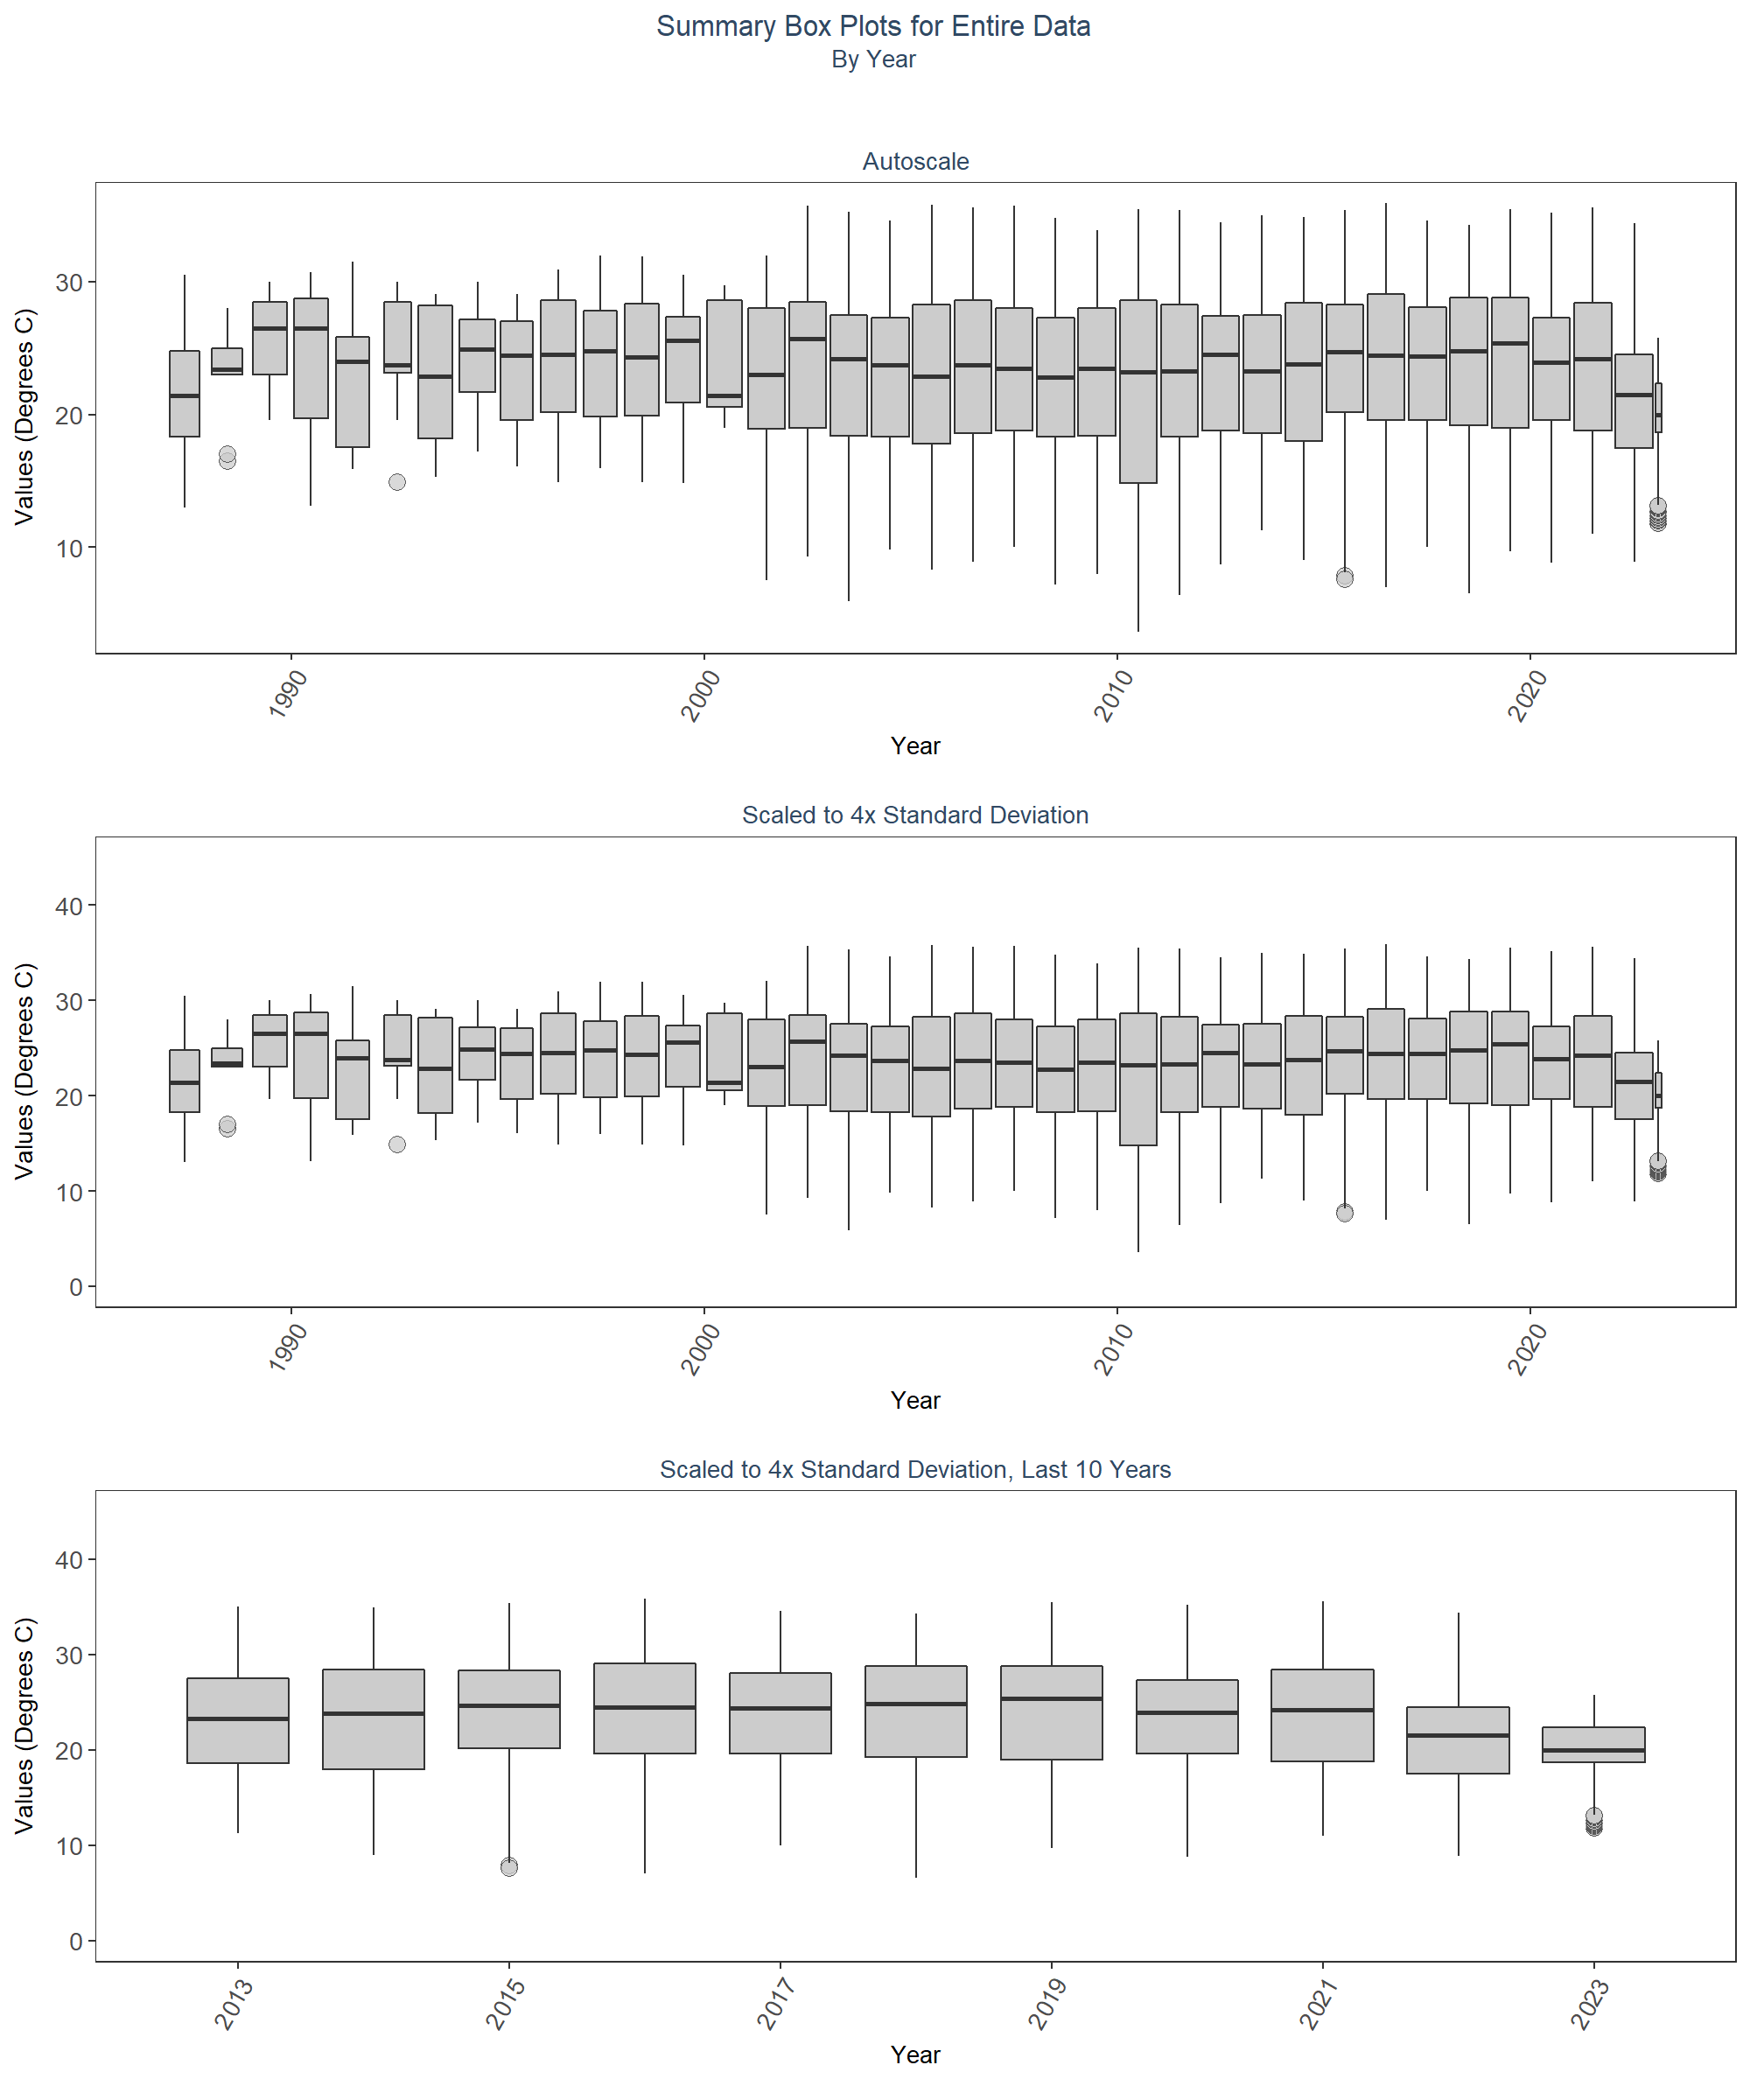 Summary Box Plots for Entire Data
By Year
Autoscale
Values (Degrees C)
30
20
10
1990
2000
2010
2020
Year
Scaled to 4x Standard Deviation
Values (Degrees C)
40
30
20
10
0
1990
2000
2010
2020
Year
Scaled to 4x Standard Deviation, Last 10 Years
Values (Degrees C)
40
30
20
10
0
2013
2015
2017
2019
2021
2023
Year